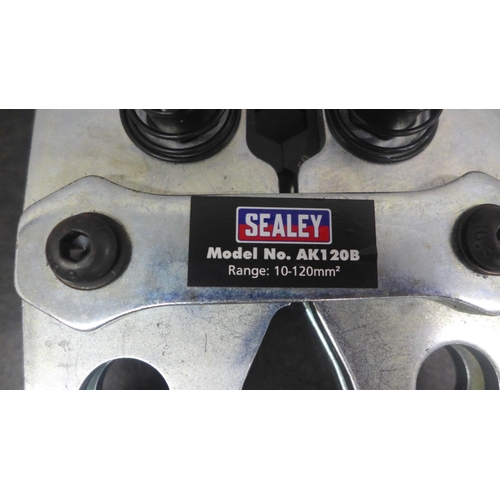 SEALEY
Model No. AK120B
Range: 10-120mm²